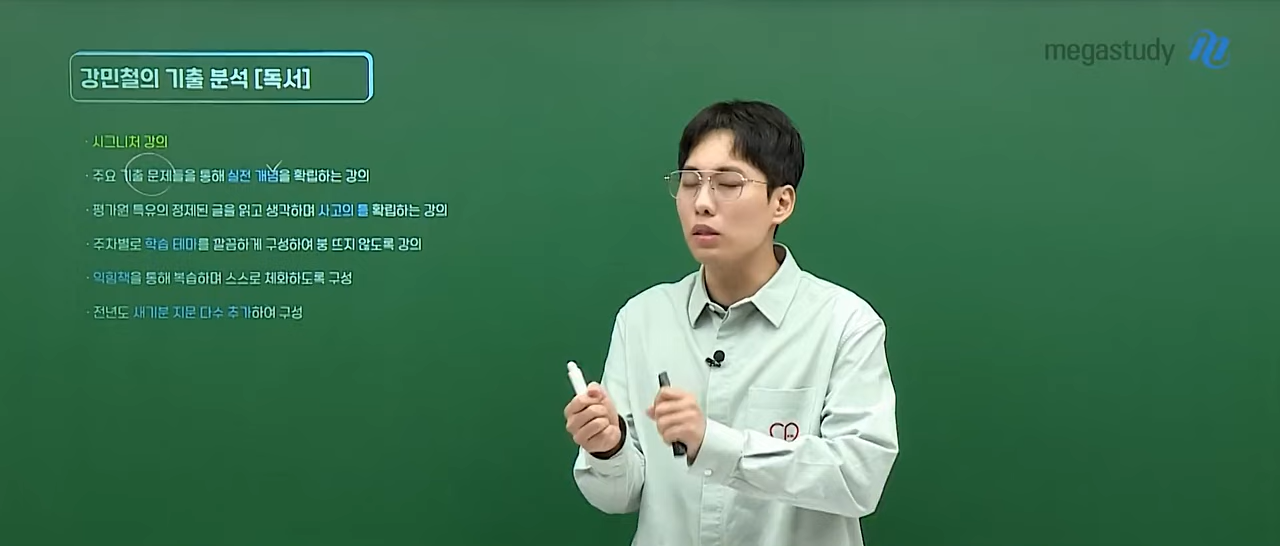 megastudy
강민철의 기출 분석 [독서]
· 시그니처 강의
· 주요 기출 문제들을 통해 실전 개념을 확립하는 강의
· 평가원 특유의 정제된 글을 읽고 생각하며 사고의 틀 확립하는 강의
· 주차별로 학습 테마를 깔끔하게 구성하여 붕 뜨지 않도록 강의
· 익힘책을 통해 복습하며 스스로 체화하도록 구성
· 전년도 새기분 지문 다수 추가하여 구성